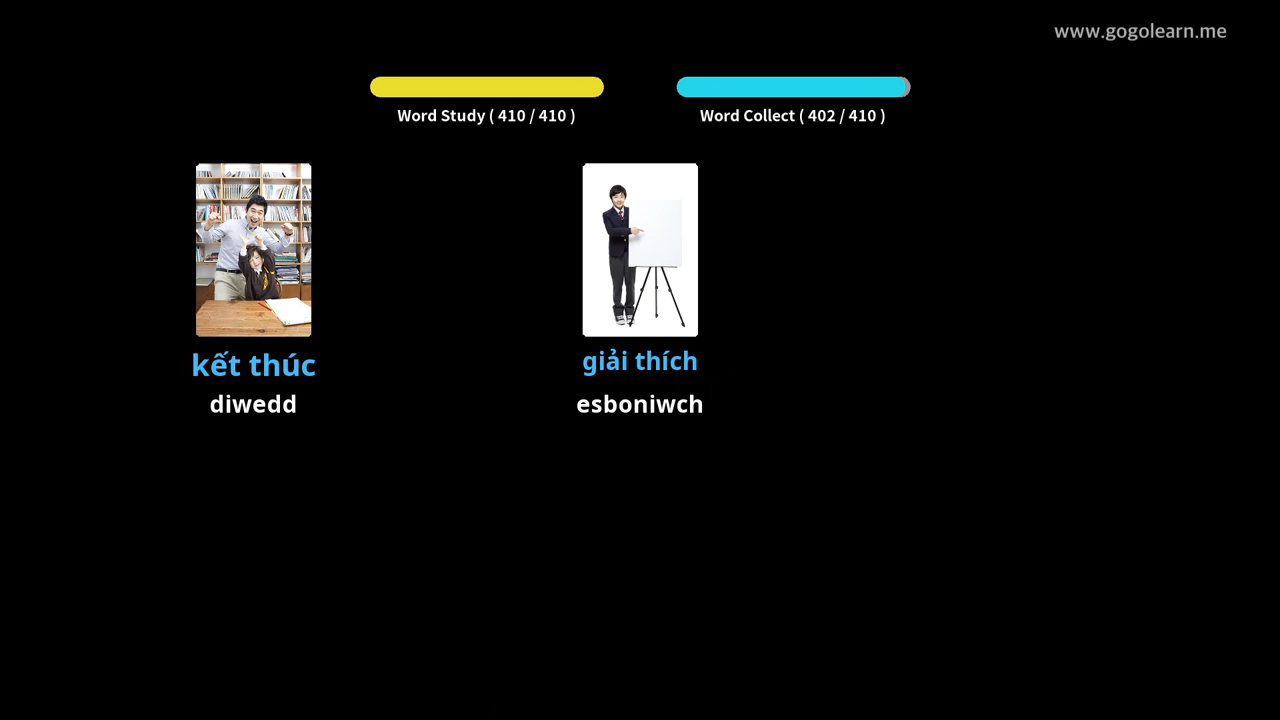 www.gogolearn.me
Word Study ( 410 / 410 )
Word Collect ( 402 / 410 )
kết thúc
diwedd
giải thích
esboniwch